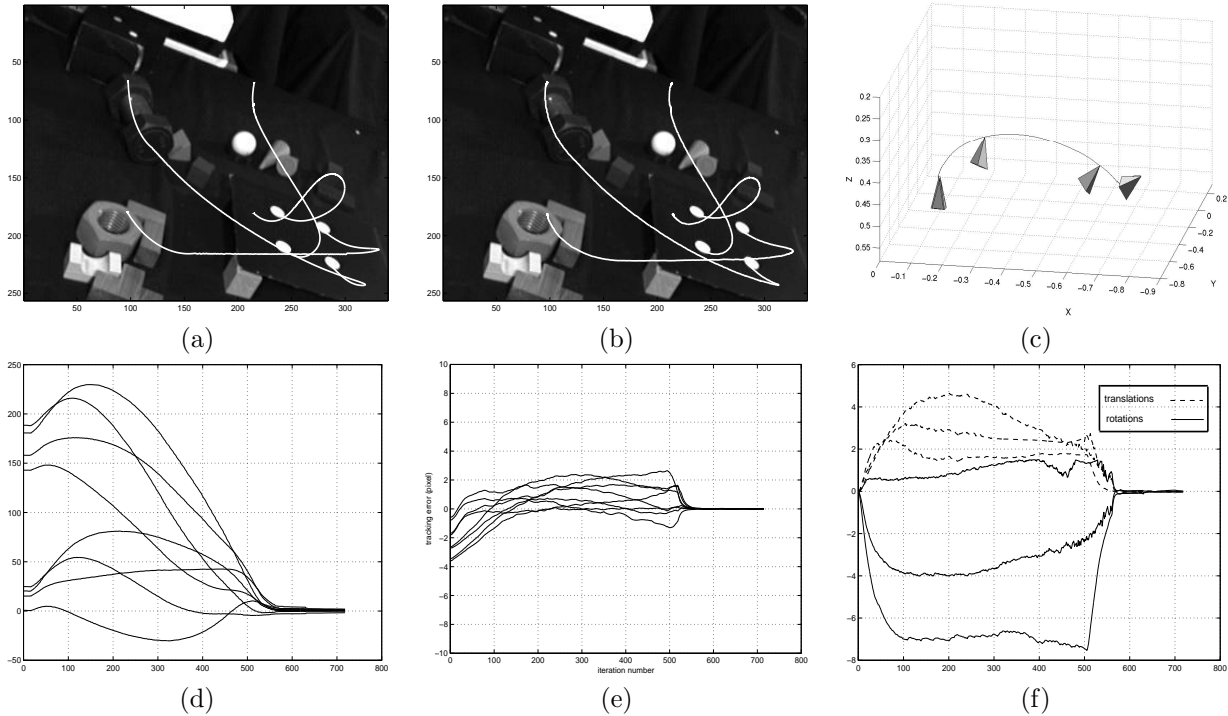 50
100
150
200
250
50 100 150 200 250 300
(a)
50
100
150
200
250
50 100 150 200 250 300
(b)
0.2
0.25
0.3
0.35
0.4
0.45
0.5
0.55
Z
0 −0.1 −0.2 −0.3 −0.4 −0.5 −0.6 −0.7 −0.8 −0.9
X
0.2
0
−0.2
−0.4
−0.6
−0.8
Y
(c)
250
200
150
100
50
0
−50
0 100 200 300 400 500 600 700 800
(d)
10
8
6
4
2
0
−2
−4
−6
−8
−10
tracking error (pixel)
0 100 200 300 400 500 600 700 800
iteration number
(e)
6
4
2
0
−2
−4
−6
−8
translations
rotations
0 100 200 300 400 500 600 700 800
(f)